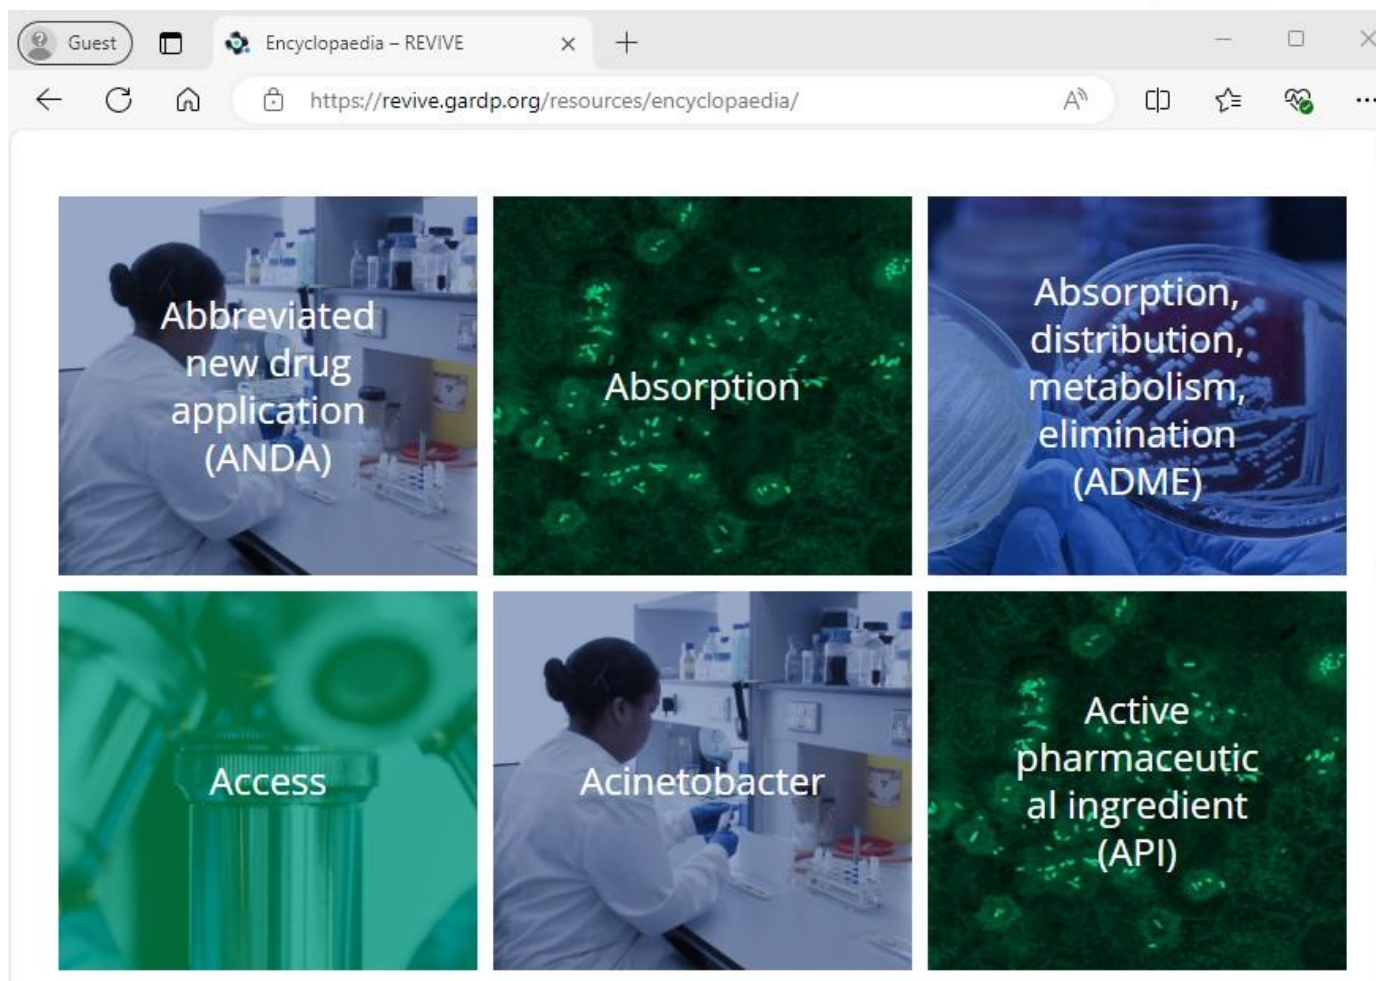 Guest
Encyclopaedia – REVIVE
https://revive.gardp.org/resources/encyclopaedia/
Abbreviated
new drug
application
(ANDA)
Absorption
Absorption,
distribution,
metabolism,
elimination
(ADME)
Access
Acinetobacter
Active
pharmaceutic
al ingredient
(API)